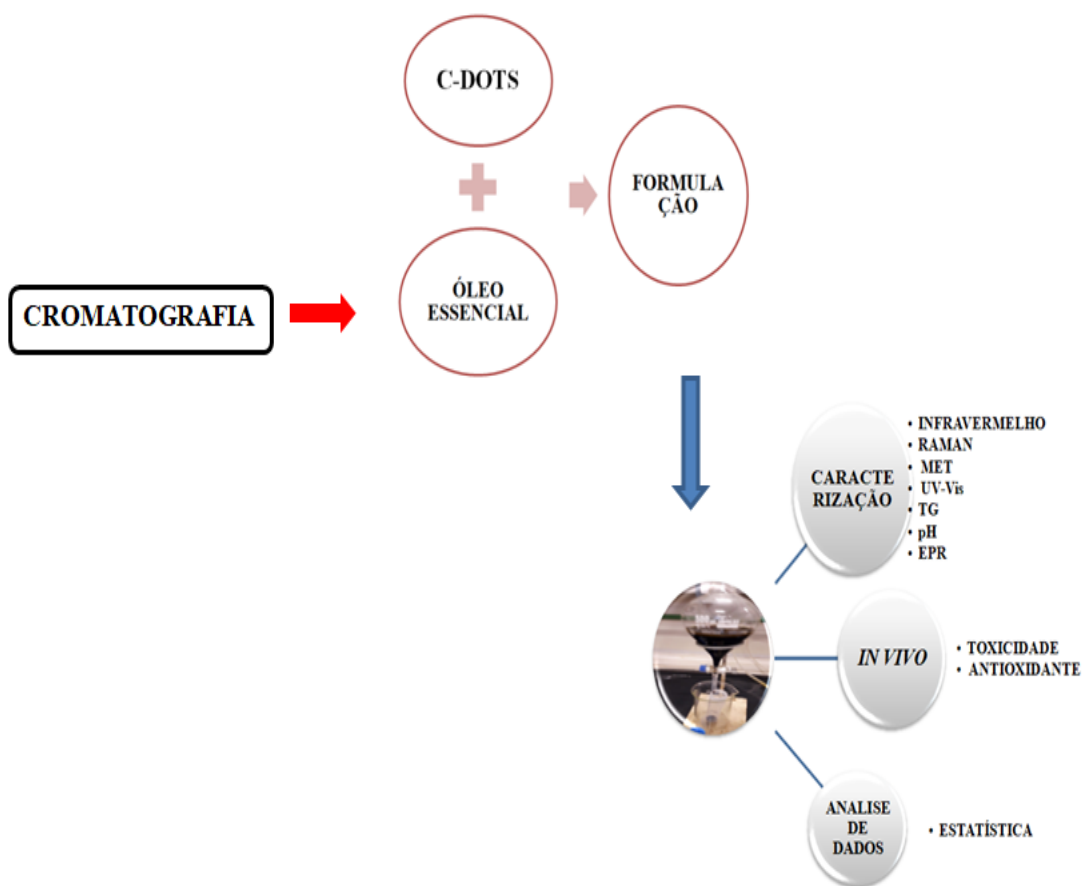 C-DOTS
FORMULA
ÇÃO
ÓLEO
ESSENCIAL
CROMATOGRAFIA
CARACTE
RIZAÇÃO
• INFRAVERMELHO
• RAMAN
• MET
• UV-Vis
• TG
• pH
• EPR
IN VIVO
• TOXICIDADE
• ANTIOXIDANTE
ANALISE
DE
DADOS
• ESTATÍSTICA